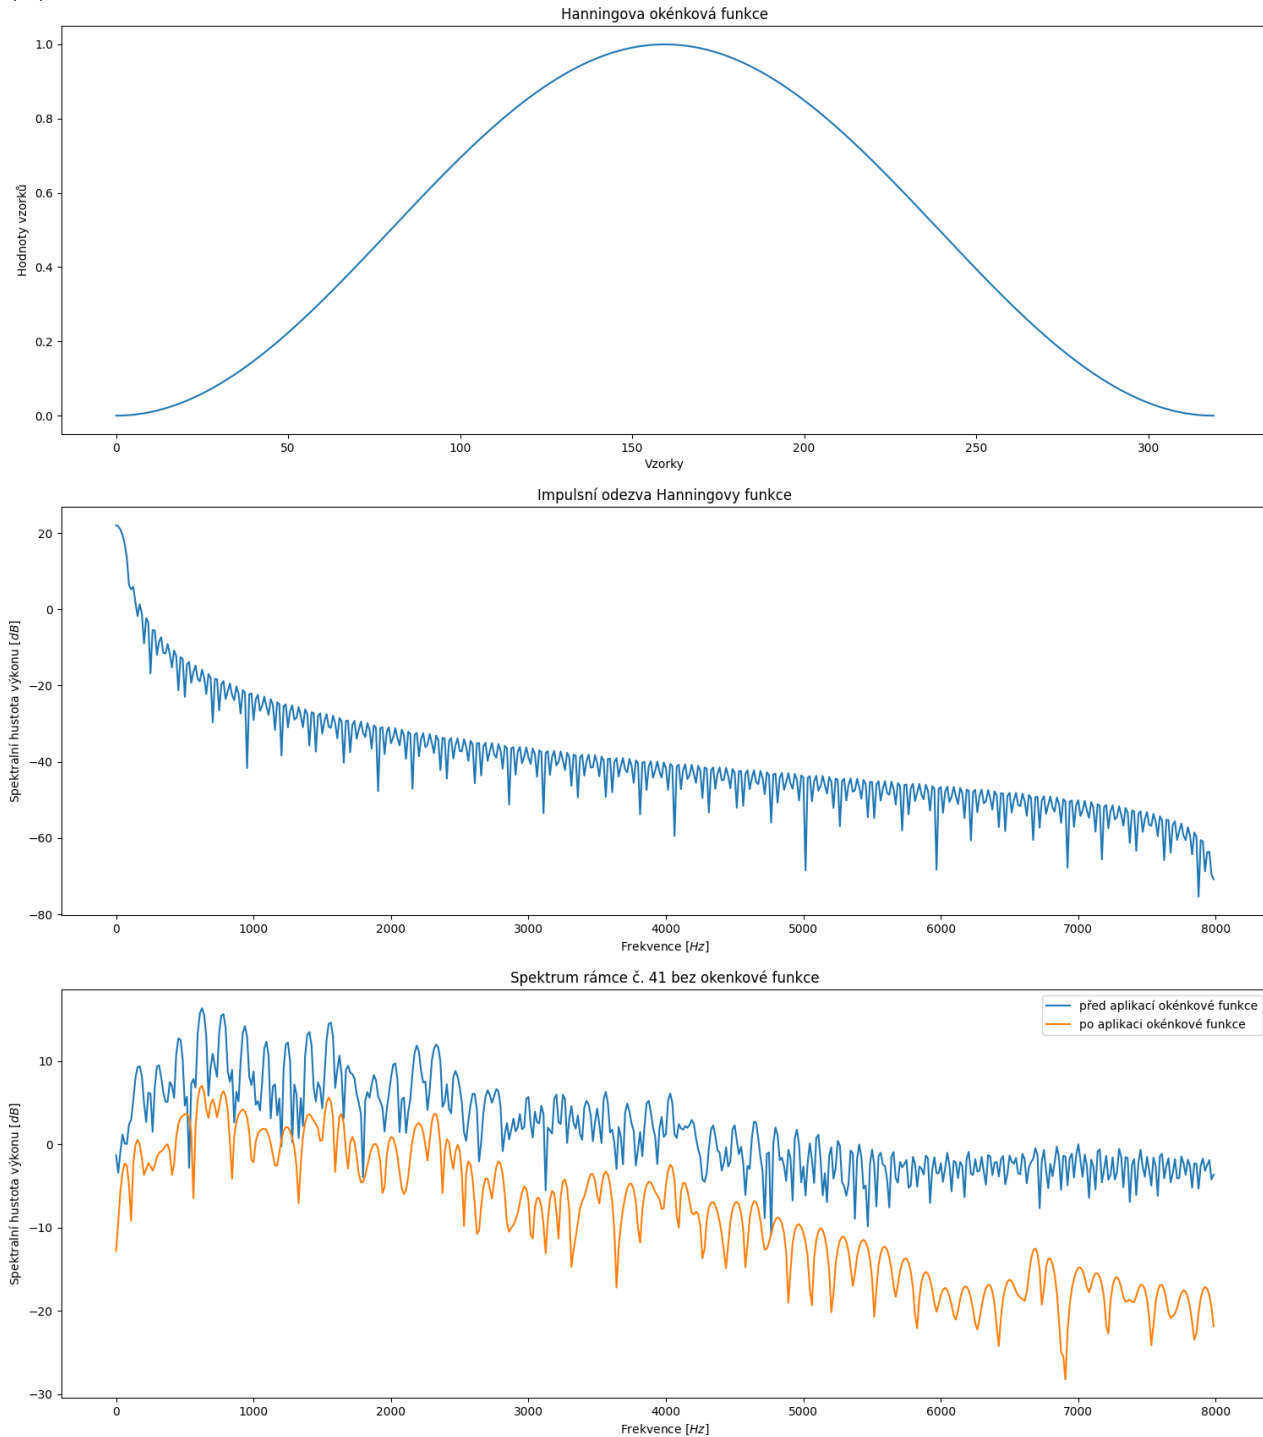 Hanningova okénková funkce
1.0
0.8
0.6
0.4
0.2
0.0
Hodnoty vzorků
0 50 100 150 200 250 300
Vzorky
Impulsní odezva Hanningovy funkce
20
0
−20
−40
−60
−80
Spektralní hustota výkonu [dB]
0 1000 2000 3000 4000 5000 6000 7000 8000
Frekvence [Hz]
Spektrum rámce č. 41 bez okenkové funkce
před aplikací okénkové funkce
po aplikaci okénkové funkce
10
0
−10
−20
−30
Spektralní hustota výkonu [dB]
0 1000 2000 3000 4000 5000 6000 7000 8000
Frekvence [Hz]